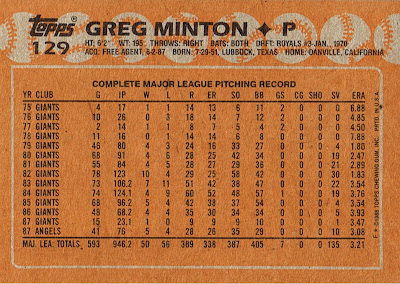 Topps
129
GREG MINTON ✦ P
HT: 6'2" WT: 195 THROWS: RIGHT BATS: BOTH DRFT: ROYALS #3-JAN., 1970
ACQ: FREE AGENT, 6-2-87 BORN: 7-29-51, LUBBOCK, TEXAS HOME: OANVILLE, CALIFORNIA
COMPLETE MAJOR LEAGUE PITCHING RECORD
YR CLUB G IP W L R ER SO BB GS CG SHO SV ERA
75 GIANTS 4 17 1 1 14 13 6 11 2 0 0 0 6.88
76 GIANTS 10 26 0 3 18 14 7 12 2 0 0 0 4.85
77 GIANTS 2 14 1 1 8 7 5 4 2 0 0 0 4.50
78 GIANTS 11 16 0 1 14 14 6 8 0 0 0 0 7.88
79 GIANTS 46 80 4 3 24 16 33 27 0 0 0 4 1.80
80 GIANTS 68 91 4 6 28 25 42 34 0 0 0 19 2.47
81 GIANTS 55 84 4 5 28 27 29 36 0 0 0 21 2.89
82 GIANTS 78 123 10 4 29 25 58 42 0 0 0 30 1.83
83 GIANTS 73 106.2 7 11 51 42 38 47 0 0 0 22 3.54
84 GIANTS 74 124.1 4 9 60 52 48 57 1 0 0 19 3.76
85 GIANTS 68 96.2 5 4 42 38 37 54 0 0 0 4 3.54
86 GIANTS 48 68.2 4 4 35 30 34 34 0 0 0 5 3.93
87 GIANTS 15 23.1 1 0 9 9 9 10 0 0 0 1 3.47
87 ANGELS 41 76 5 4 28 26 35 29 0 0 0 10 3.08
MAJ. LEA. TOTALS 593 946.2 50 56 389 338 387 405 7 0 0 135 3.21
F ✦ ©1988 TOPPS CHEWING GUM, INC. PRTD. IN U.S.A.